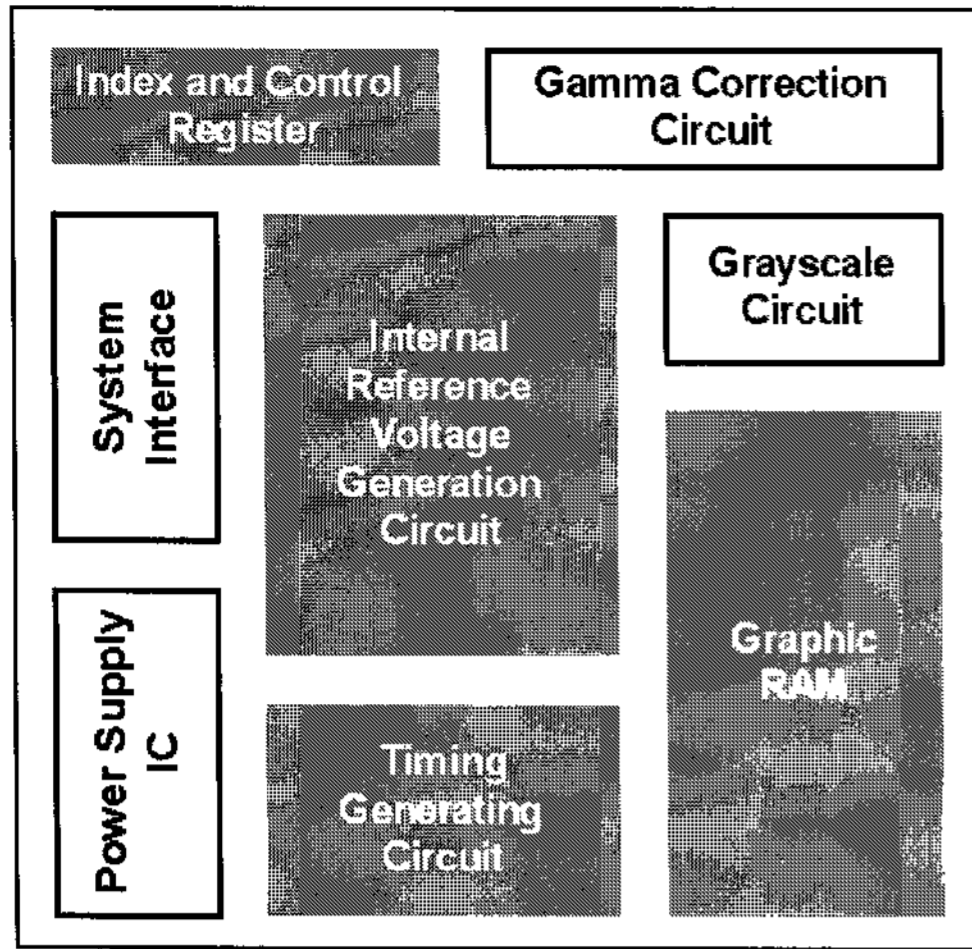 Index and Control
Register
Gamma Correction
Circuit
System
Interface
Internal
Reference
Voltage
Generation
Circuit
Grayscale
Circuit
Power Supply
IC
Timing
Generating
Circuit
Graphic
RAM